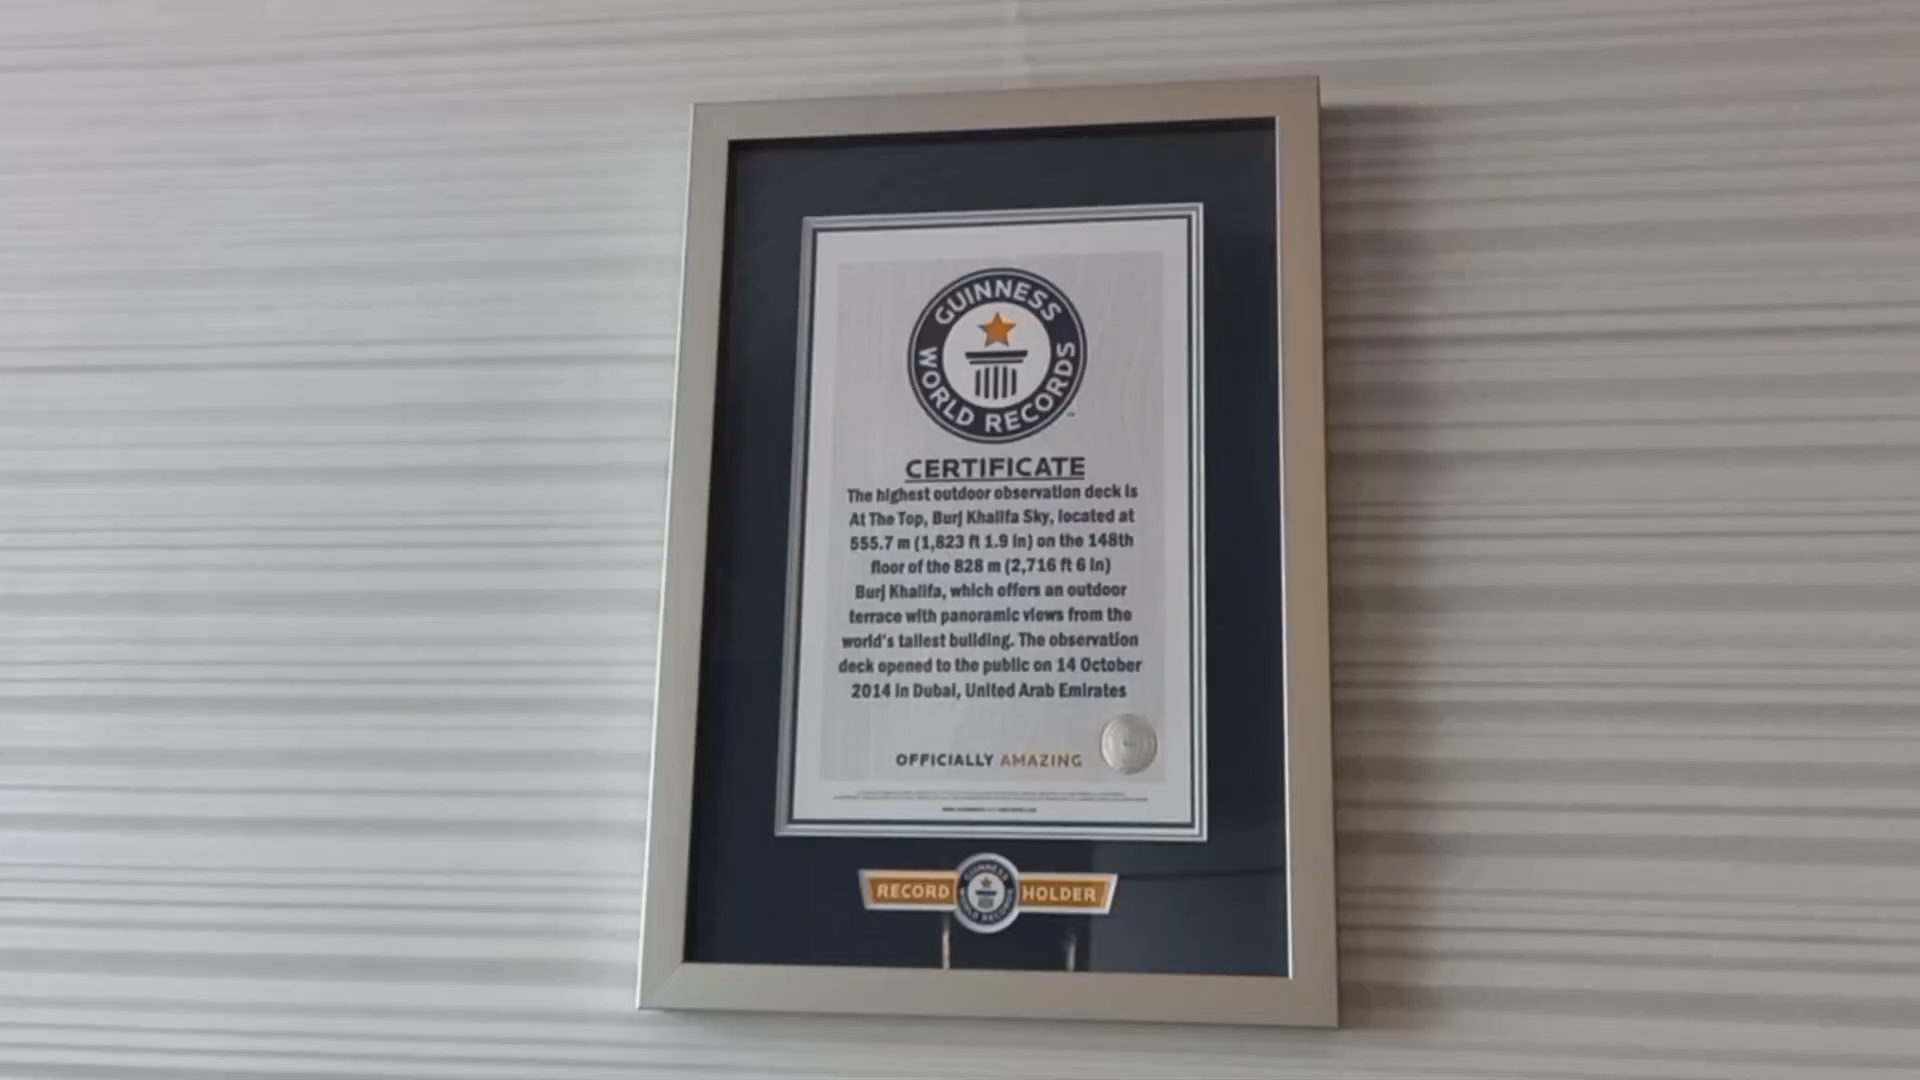 GUINNESS
WORLD RECORDS
CERTIFICATE
The highest outdoor observation deck is
At The Top, Burj Khalifa Sky, located at
555.7 m (1,823 ft 1.9 in) on the 148th
floor of the 828 m (2,716 ft 6 in)
Burj Khalifa, which offers an outdoor
terrace with panoramic views from the
world's tallest building. The observation
deck opened to the public on 14 October
2014 in Dubai, United Arab Emirates
OFFICIALLY AMAZING
RECORD HOLDER
GUINNESS
WORLD RECORDS